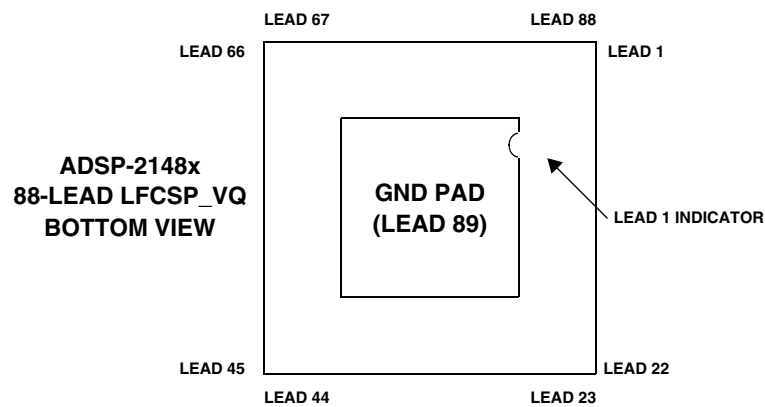 LEAD 67
LEAD 88
LEAD 66
LEAD 1
ADSP-2148x
88-LEAD LFCSP_VQ
BOTTOM VIEW
GND PAD
(LEAD 89)
LEAD 1 INDICATOR
LEAD 45
LEAD 22
LEAD 44
LEAD 23